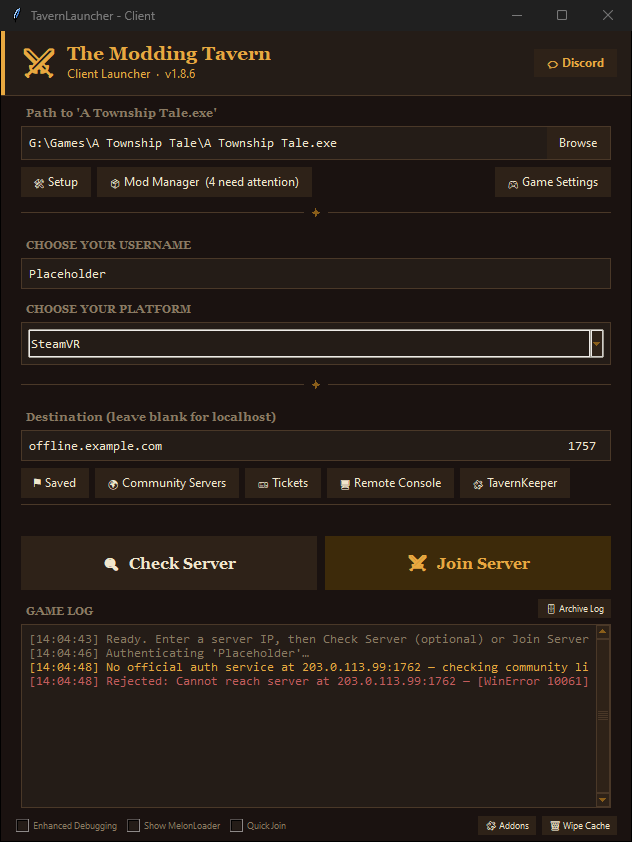 TavernLauncher - Client
The Modding Tavern
Client Launcher · v1.8.6
Discord
Path to 'A Township Tale.exe'
G:\Games\A Township Tale\A Township Tale.exe
Browse
Setup
Mod Manager (4 need attention)
Game Settings
CHOOSE YOUR USERNAME
Placeholder
CHOOSE YOUR PLATFORM
SteamVR
Destination (leave blank for localhost)
offline.example.com
1757
Saved
Community Servers
Tickets
Remote Console
TavernKeeper
Check Server
Join Server
GAME LOG
Archive Log
[14:04:43] Ready. Enter a server IP, then Check Server (optional) or Join Server
[14:04:46] Authenticating 'Placeholder'…
[14:04:48] No official auth service at 203.0.113.99:1762 — checking community li
[14:04:48] Rejected: Cannot reach server at 203.0.113.99:1762 — [WinError 10061]
Enhanced Debugging
Show MelonLoader
Quick Join
Addons
Wipe Cache